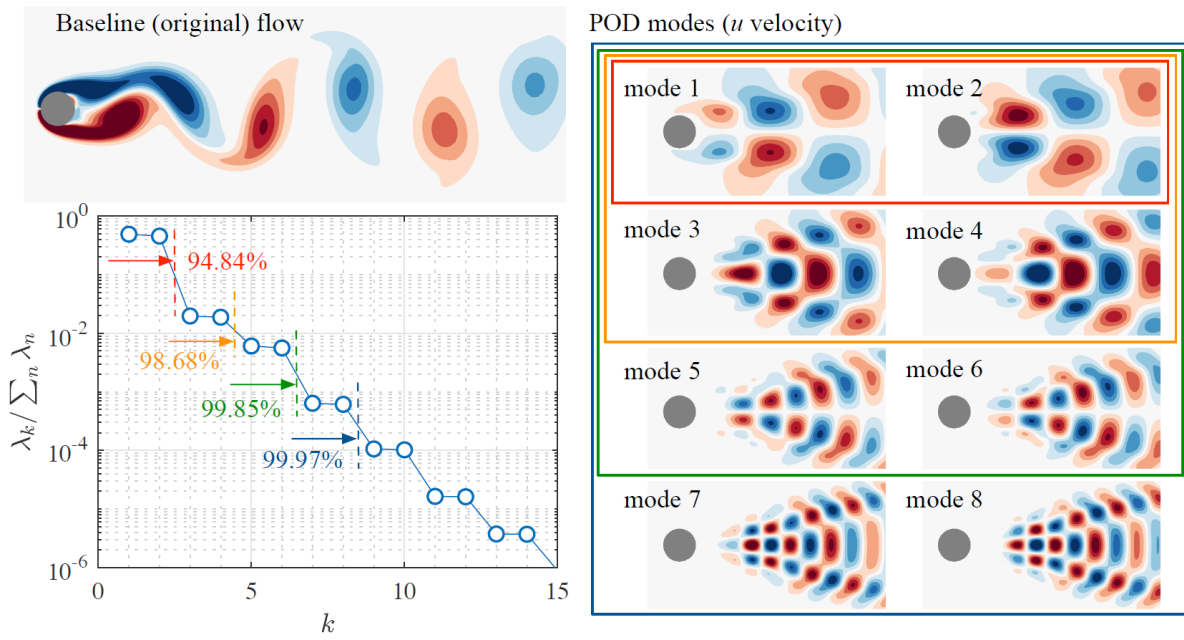 Baseline (original) flow
10^0
10^-2
10^-4
10^-6
λ_k/ ∑_n λ_n
94.84%
98.68%
99.85%
99.97%
0 5 10 15
k
POD modes (u velocity)
mode 1 mode 2
mode 3 mode 4
mode 5 mode 6
mode 7 mode 8